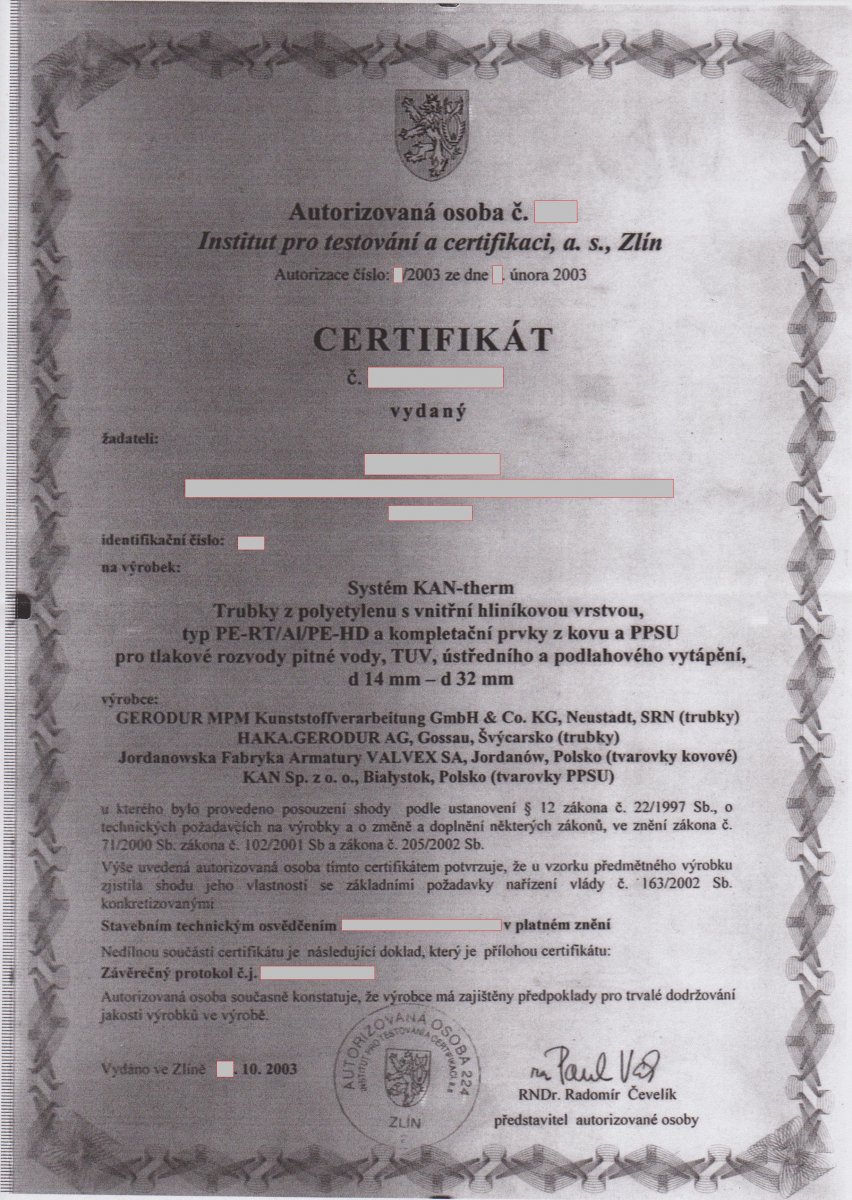 Autorizovaná osoba č.
Institut pro testování a certifikaci, a. s., Zlín
Autorizace číslo: /2003 ze dne . února 2003
CERTIFIKÁT
č.
vydaný
žadateli:
identifikační číslo:
na výrobek:
Systém KAN-therm
Trubky z polyetylenu s vnitřní hliníkovou vrstvou,
typ PE-RT/Al/PE-HD a kompletační prvky z kovu a PPSU
pro tlakové rozvody pitné vody, TUV, ústředního a podlahového vytápění,
d 14 mm – d 32 mm
výrobce:
GERODUR MPM Kunststoffverarbeitung GmbH & Co. KG, Neustadt, SRN (trubky)
HAKA.GERODUR AG, Gossau, Švýcarsko (trubky)
Jordanowska Fabryka Armatury VALVEX SA, Jordanów, Polsko (tvarovky kovové)
KAN Sp. z o. o., Białystok, Polsko (tvarovky PPSU)
u kterého bylo provedeno posouzení shody podle ustanovení § 12 zákona č. 22/1997 Sb., o
technických požadavcích na výrobky a o změně a doplnění některých zákonů, ve znění zákona č.
71/2000 Sb. zákona č. 102/2001 Sb a zákona č. 205/2002 Sb.
Výše uvedená autorizovaná osoba tímto certifikátem potvrzuje, že u vzorku předmětného výrobku
zjistila shodu jeho vlastností se základními požadavky nařízení vlády č. 163/2002 Sb.
konkretizovanými
Stavebním technickým osvědčením v platném znění
Nedílnou součástí certifikátu je následující doklad, který je přílohou certifikátu:
Závěrečný protokol č.j.
Autorizovaná osoba současně konstatuje, že výrobce má zajištěny předpoklady pro trvalé dodržování
jakosti výrobků ve výrobě.
AUTORIZOVANÁ OSOBA 224
INSTITUT PRO TESTOVÁNÍ A CERTIFIKACI a.s.
ZLÍN
Vydáno ve Zlíně . 10. 2003
RNDr. Radomír Čevelík
představitel autorizované osoby